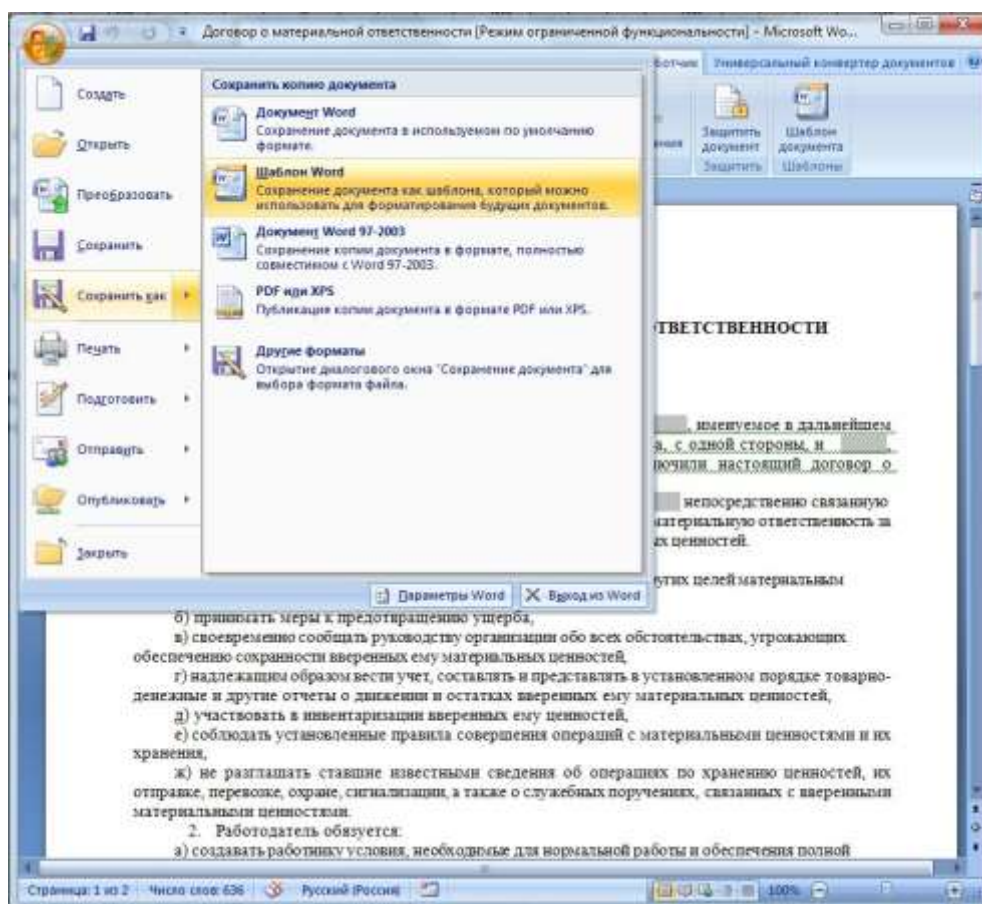 Договор о материальной ответственности [Режим ограниченной функциональности] - Microsoft Wo...
Универсальный конвертер документов
Создать
Открыть
Преобразовать
Сохранить
Сохранить как
Печать
Подготовить
Отправить
Опубликовать
Закрыть
Сохранить копию документа
Документ Word
Сохранение документа в используемом по умолчанию
формате.
Шаблон Word
Сохранение документа как шаблона, который можно
использовать для форматирования будущих документов.
Документ Word 97-2003
Сохранение копии документа в формате, полностью
совместимом с Word 97-2003.
PDF или XPS
Публикация копии документа в формате PDF или XPS.
Другие форматы
Открытие диалогового окна "Сохранение документа" для
выбора формата файла.
Параметры Word
Выход из Word
Защитить
документ
Защитить
Шаблон
документа
Шаблоны
ТВЕТСТВЕННОСТИ
, именуемое в дальнейшем
а, с одной стороны, и ,
ючили настоящий договор о
непосредственно связанную
материальную ответственность за
ых ценностей.
ругих целей материальным
б) принимать меры к предотвращению ущерба,
в) своевременно сообщать руководству организации обо всех обстоятельствах, угрожающих
обеспечению сохранности вверенных ему материальных ценностей,
г) надлежащим образом вести учет, составлять и представлять в установленном порядке товарно-
денежные и другие отчеты о движении и остатках вверенных ему материальных ценностей,
д) участвовать в инвентаризации вверенных ему ценностей,
е) соблюдать установленные правила совершения операций с материальными ценностями и их
хранения,
ж) не разглашать ставшие известными сведения об операциях по хранению ценностей, их
отправке, перевозке, охране, сигнализации, а также о служебных поручениях, связанных с вверенными
материальными ценностями.
2. Работодатель обязуется:
а) создавать работнику условия, необходимые для нормальной работы и обеспечения полной
Страница: 1 из 2 Число слов: 636 Русский (Россия) 100%